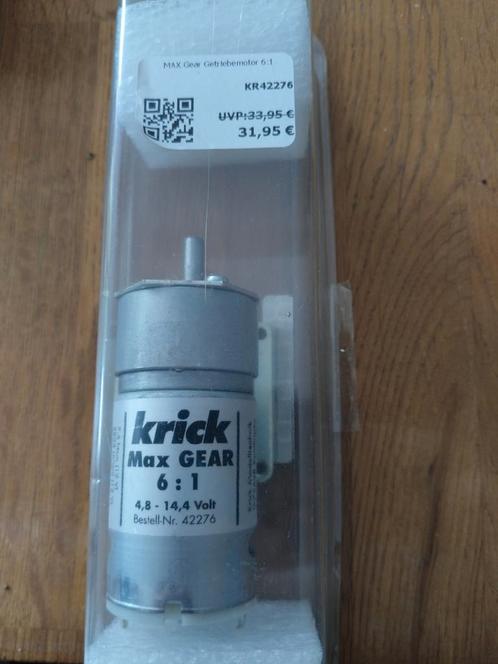 MAX Gear Getriebemotor 6:1
KR42276
UVP:33,95 €
31,95 €
krick
Max GEAR
6 : 1
4,8 - 14,4 Volt
Bestell-Nr. 42276